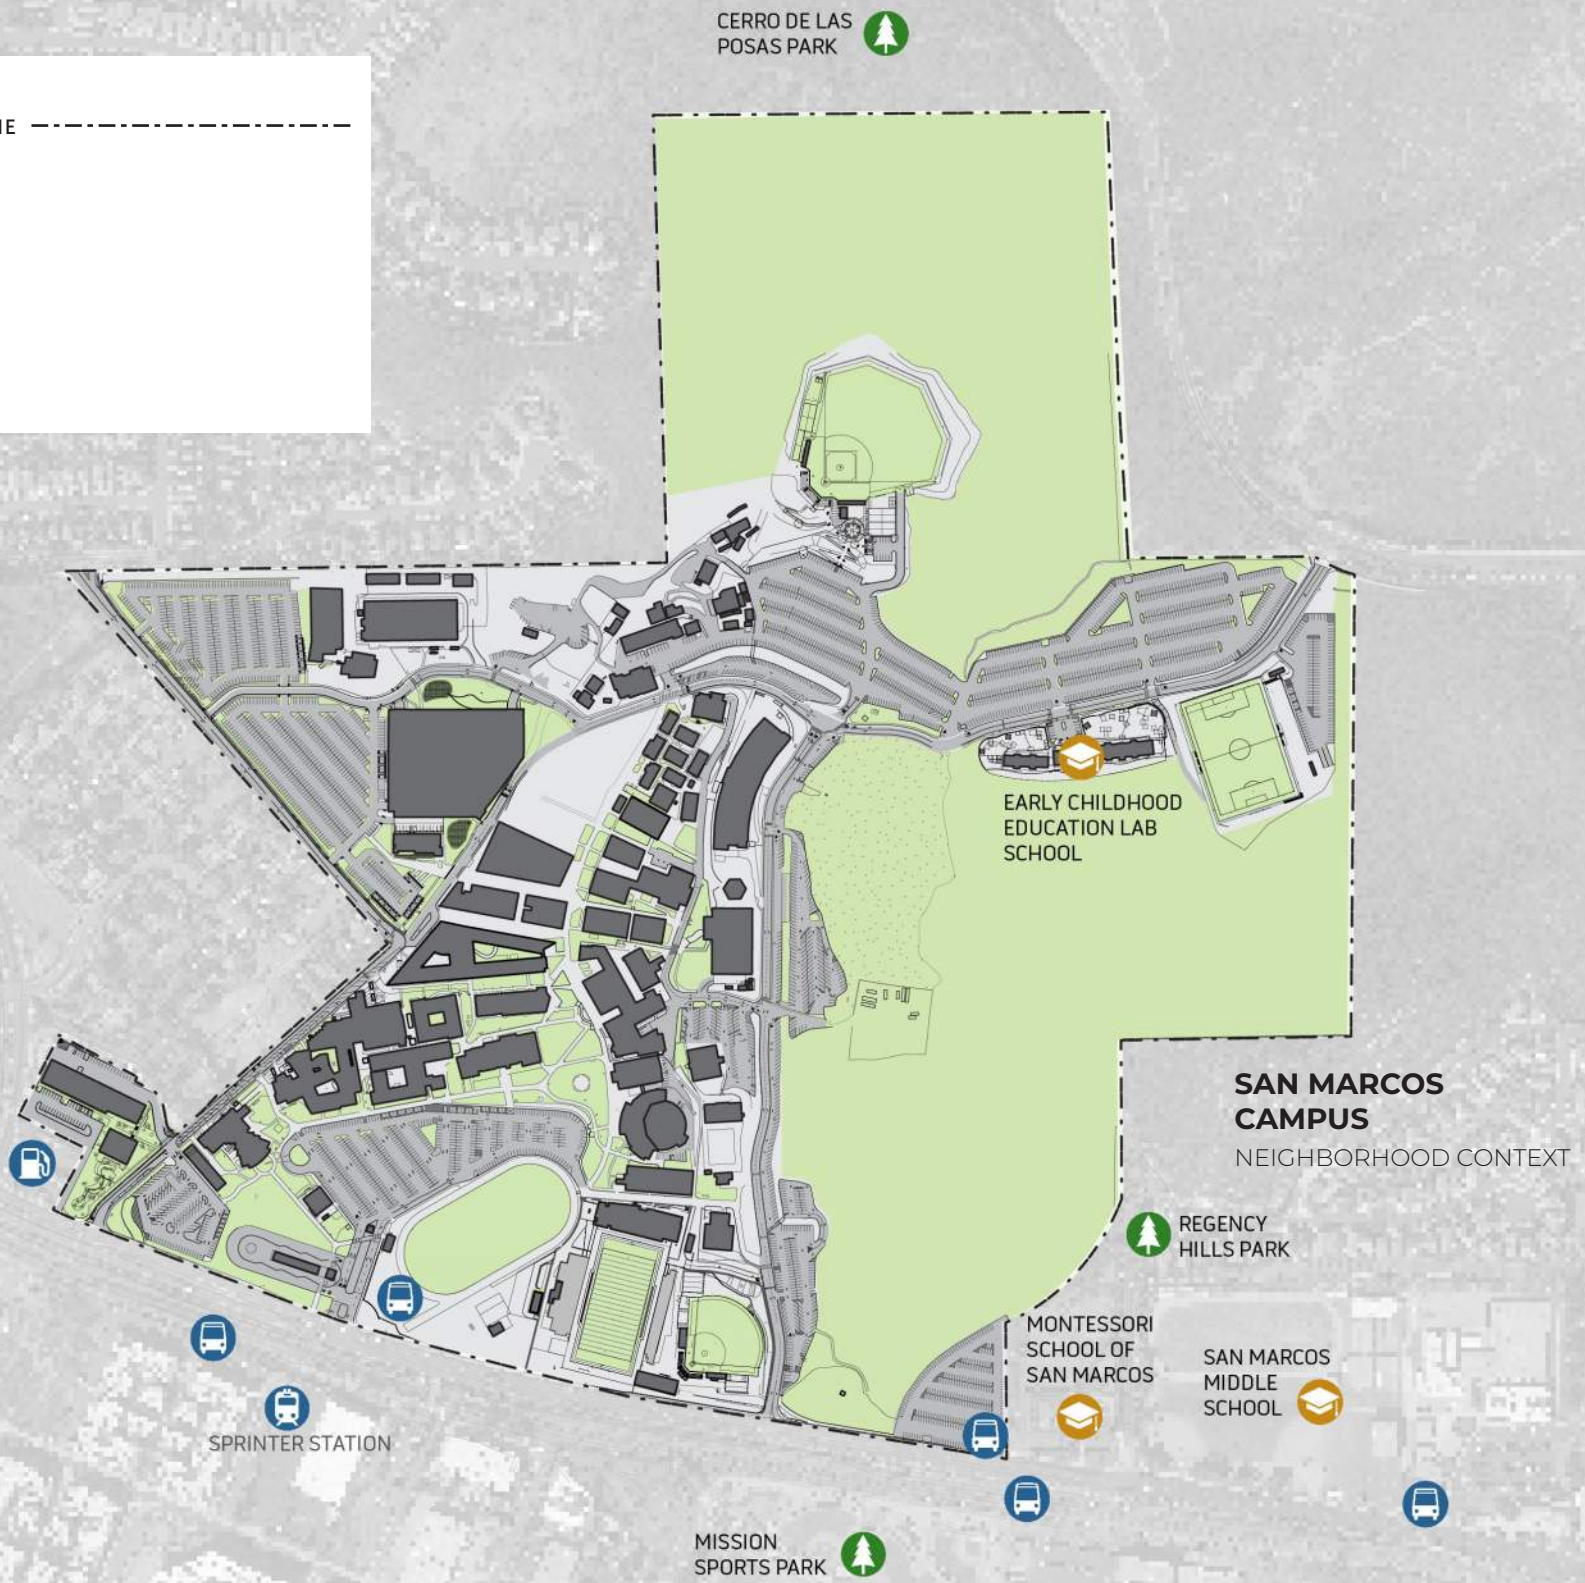 CERRO DE LAS
POSAS PARK
EARLY CHILDHOOD
EDUCATION LAB
SCHOOL
SAN MARCOS
CAMPUS
NEIGHBORHOOD CONTEXT
REGENCY
HILLS PARK
MONTESSORI
SCHOOL OF
SAN MARCOS
SAN MARCOS
MIDDLE
SCHOOL
SPRINTER STATION
MISSION
SPORTS PARK